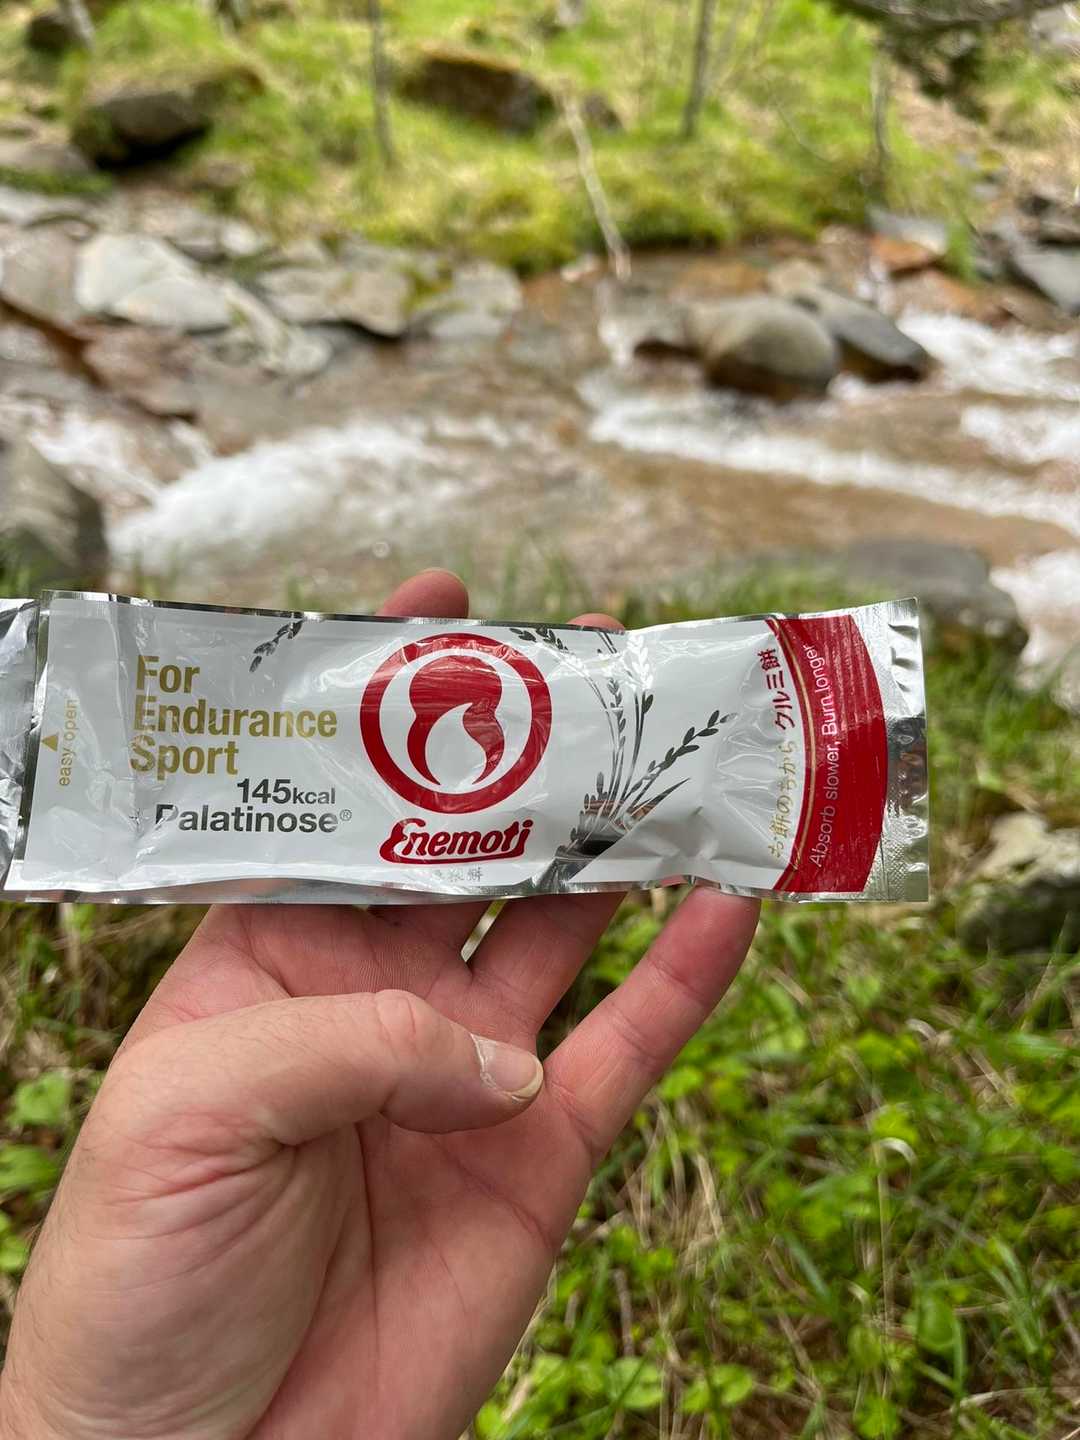 easy open
For
Endurance
Sport
145kcal
Palatinose®
Enemoti
お餅のちから クルミ餅
Absorb slower, Burn longer